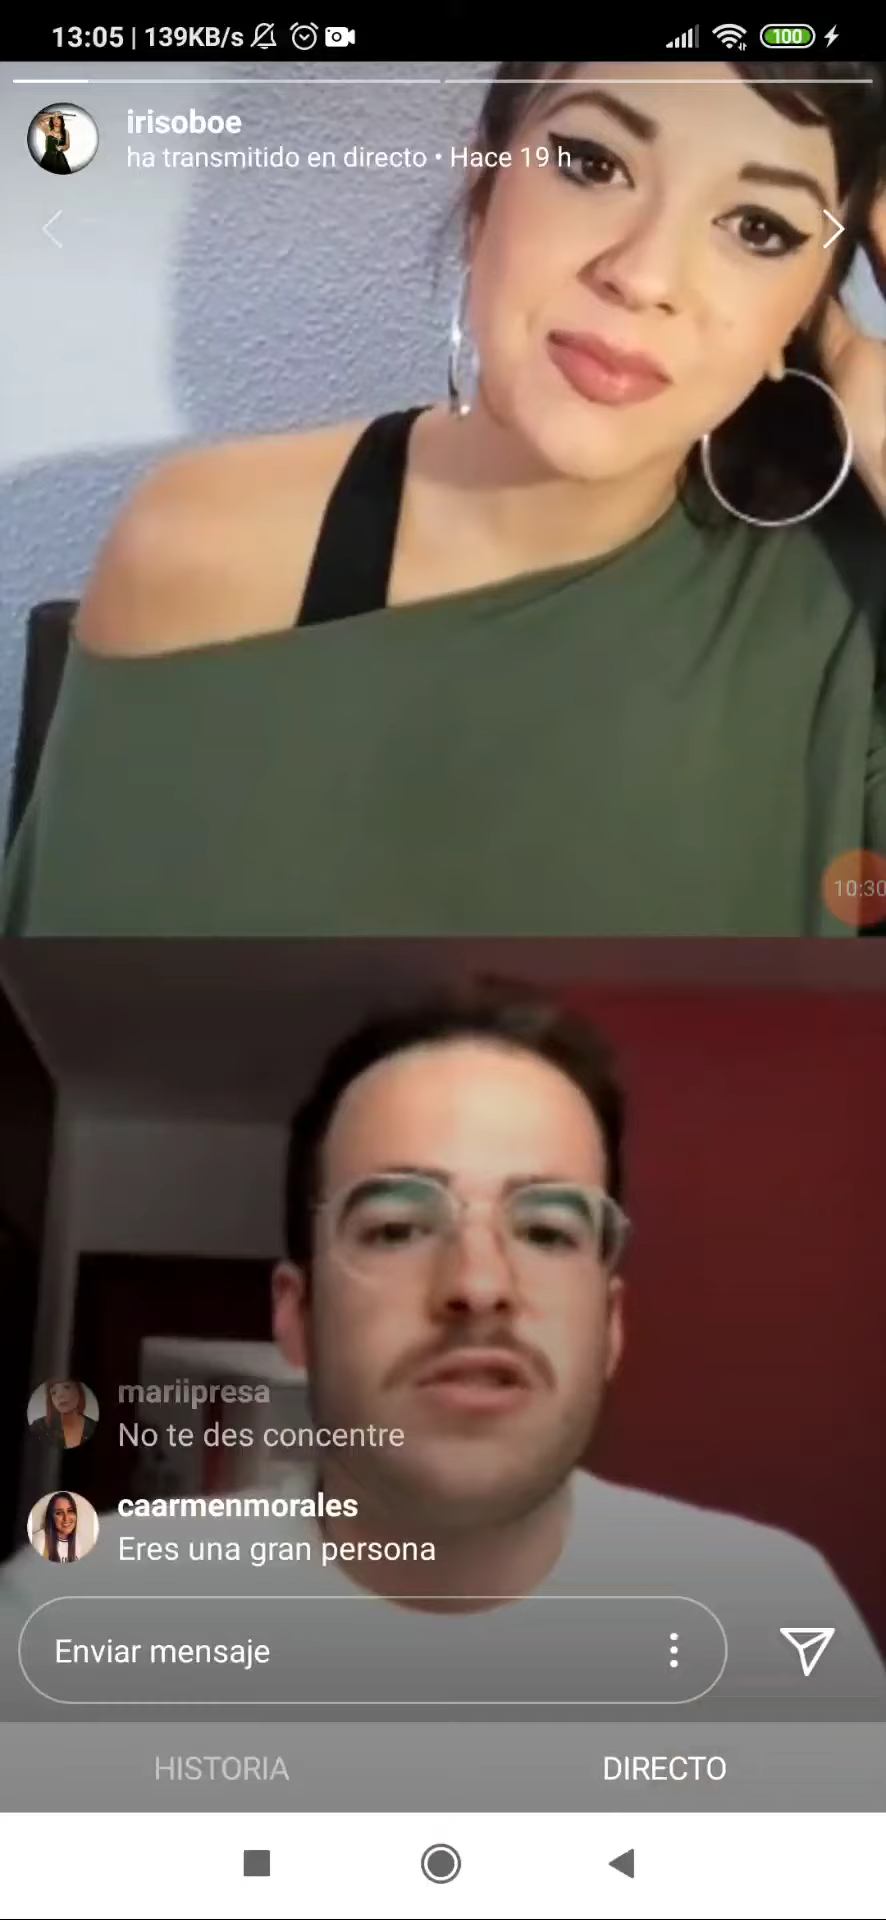 13:05 | 139KB/s
100
irisoboe
ha transmitido en directo • Hace 19 h
10:30
mariipresa
No te des concentre
caarmenmorales
Eres una gran persona
Enviar mensaje
HISTORIA
DIRECTO